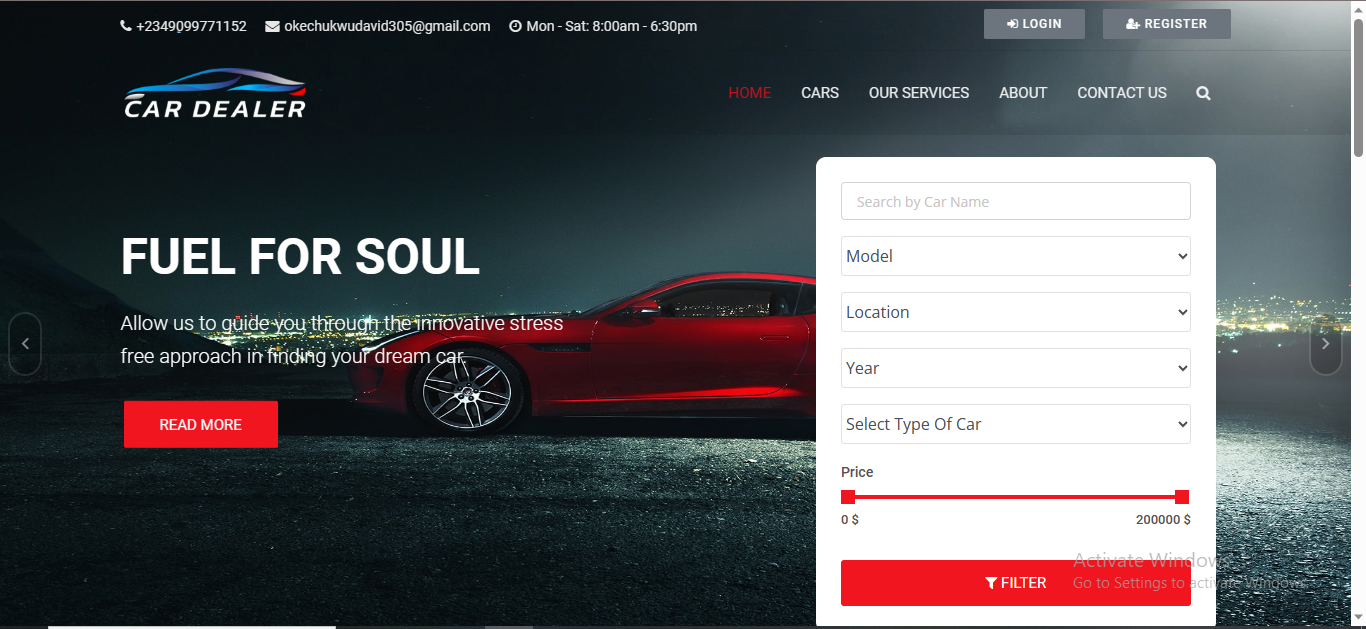 +2349099771152 okechukwudavid305@gmail.com Mon - Sat: 8:00am - 6:30pm LOGIN REGISTER
CAR DEALER
HOME CARS OUR SERVICES ABOUT CONTACT US
Search by Car Name
Model
Location
Year
Select Type Of Car
Price
0 $ 200000 $
FILTER
FUEL FOR SOUL
Allow us to guide you through the innovative stress
free approach in finding your dream car.
READ MORE
Activate Windows
Go to Settings to activate Windows.